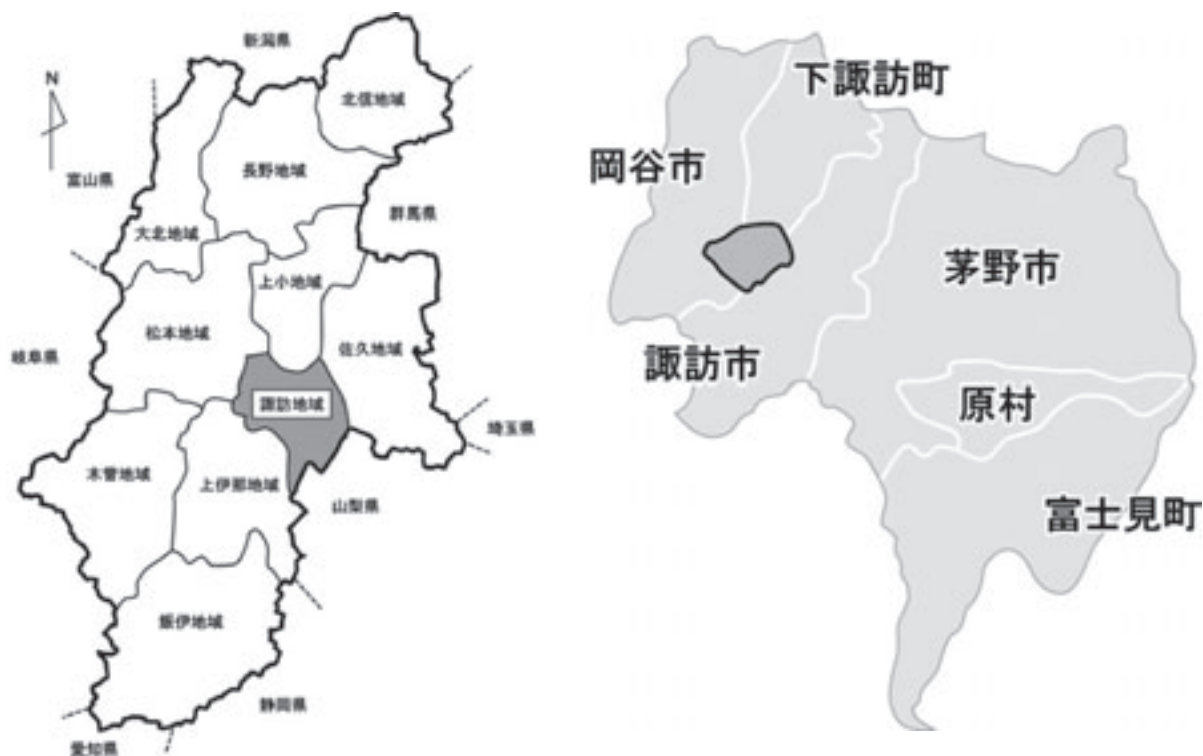 新潟県
N
北信地域
長野地域
富山県
群馬県
大北地域
上小地域
松本地域
佐久地域
岐阜県
諏訪地域
埼玉県
木曽地域
上伊那地域
山梨県
飯伊地域
静岡県
愛知県
下諏訪町
岡谷市
茅野市
諏訪市
原村
富士見町